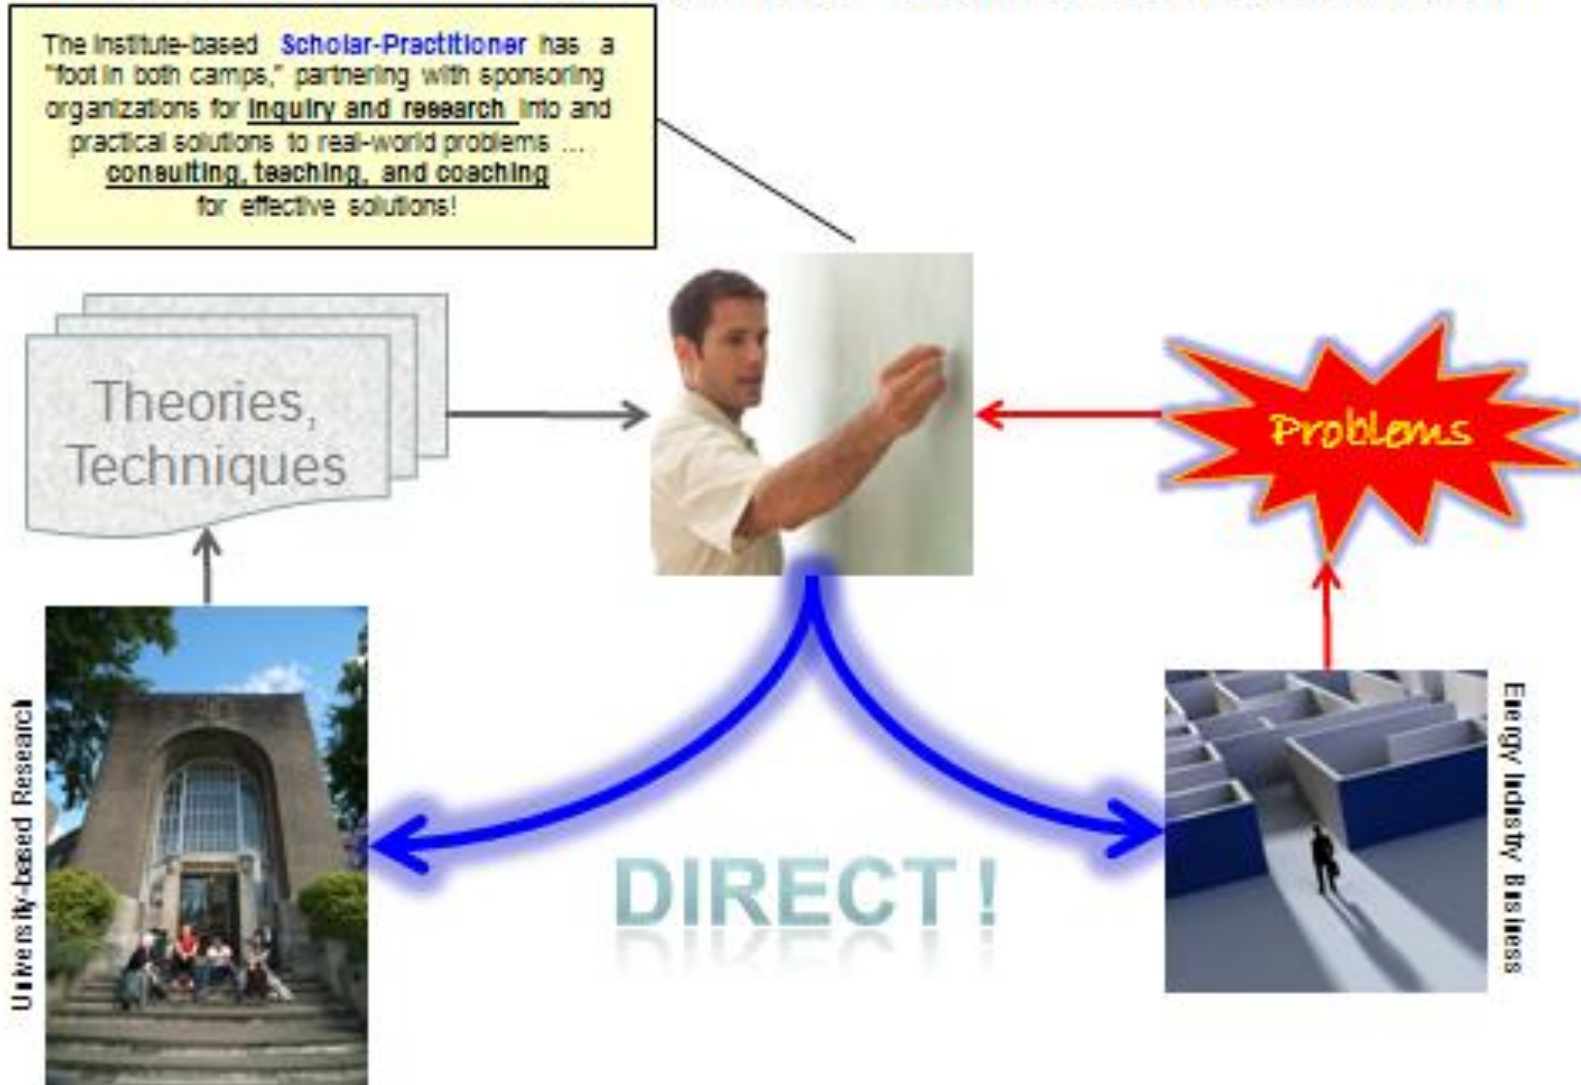 The Institute-based Scholar-Practitioner has a
"foot in both camps," partnering with sponsoring
organizations for inquiry and research into and
practical solutions to real-world problems ...
consulting, teaching, and coaching
for effective solutions!
Theories,
Techniques
Problems
University-based Research
Energy Industry Business
DIRECT!